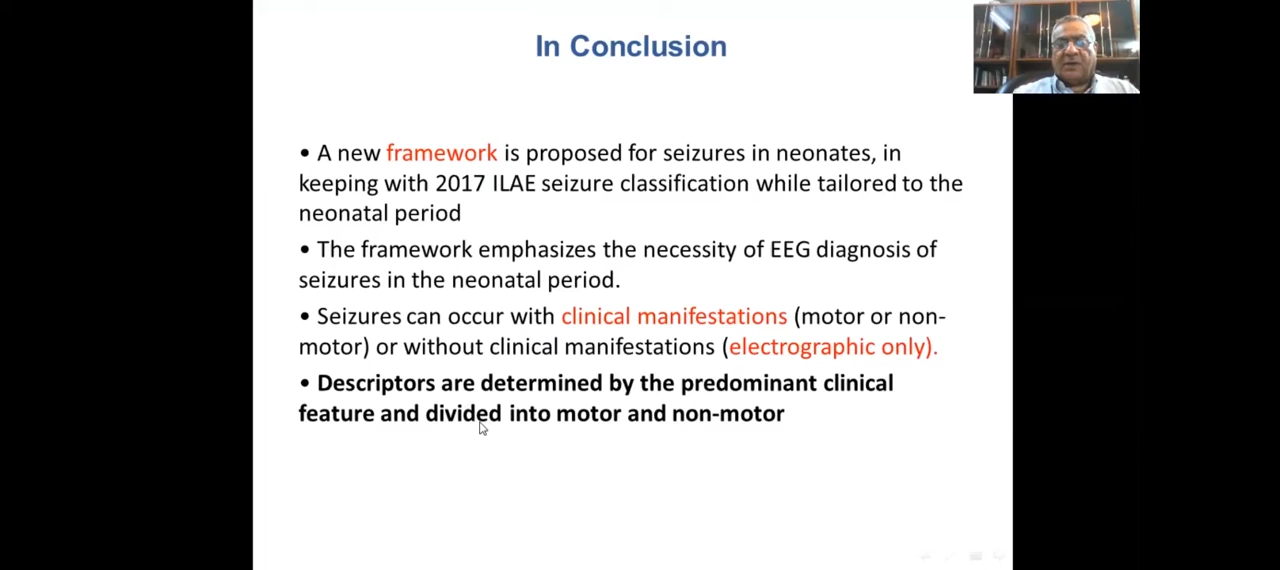 In Conclusion
• A new framework is proposed for seizures in neonates, in
keeping with 2017 ILAE seizure classification while tailored to the
neonatal period
• The framework emphasizes the necessity of EEG diagnosis of
seizures in the neonatal period.
• Seizures can occur with clinical manifestations (motor or non-
motor) or without clinical manifestations (electrographic only).
• Descriptors are determined by the predominant clinical
feature and divided into motor and non-motor